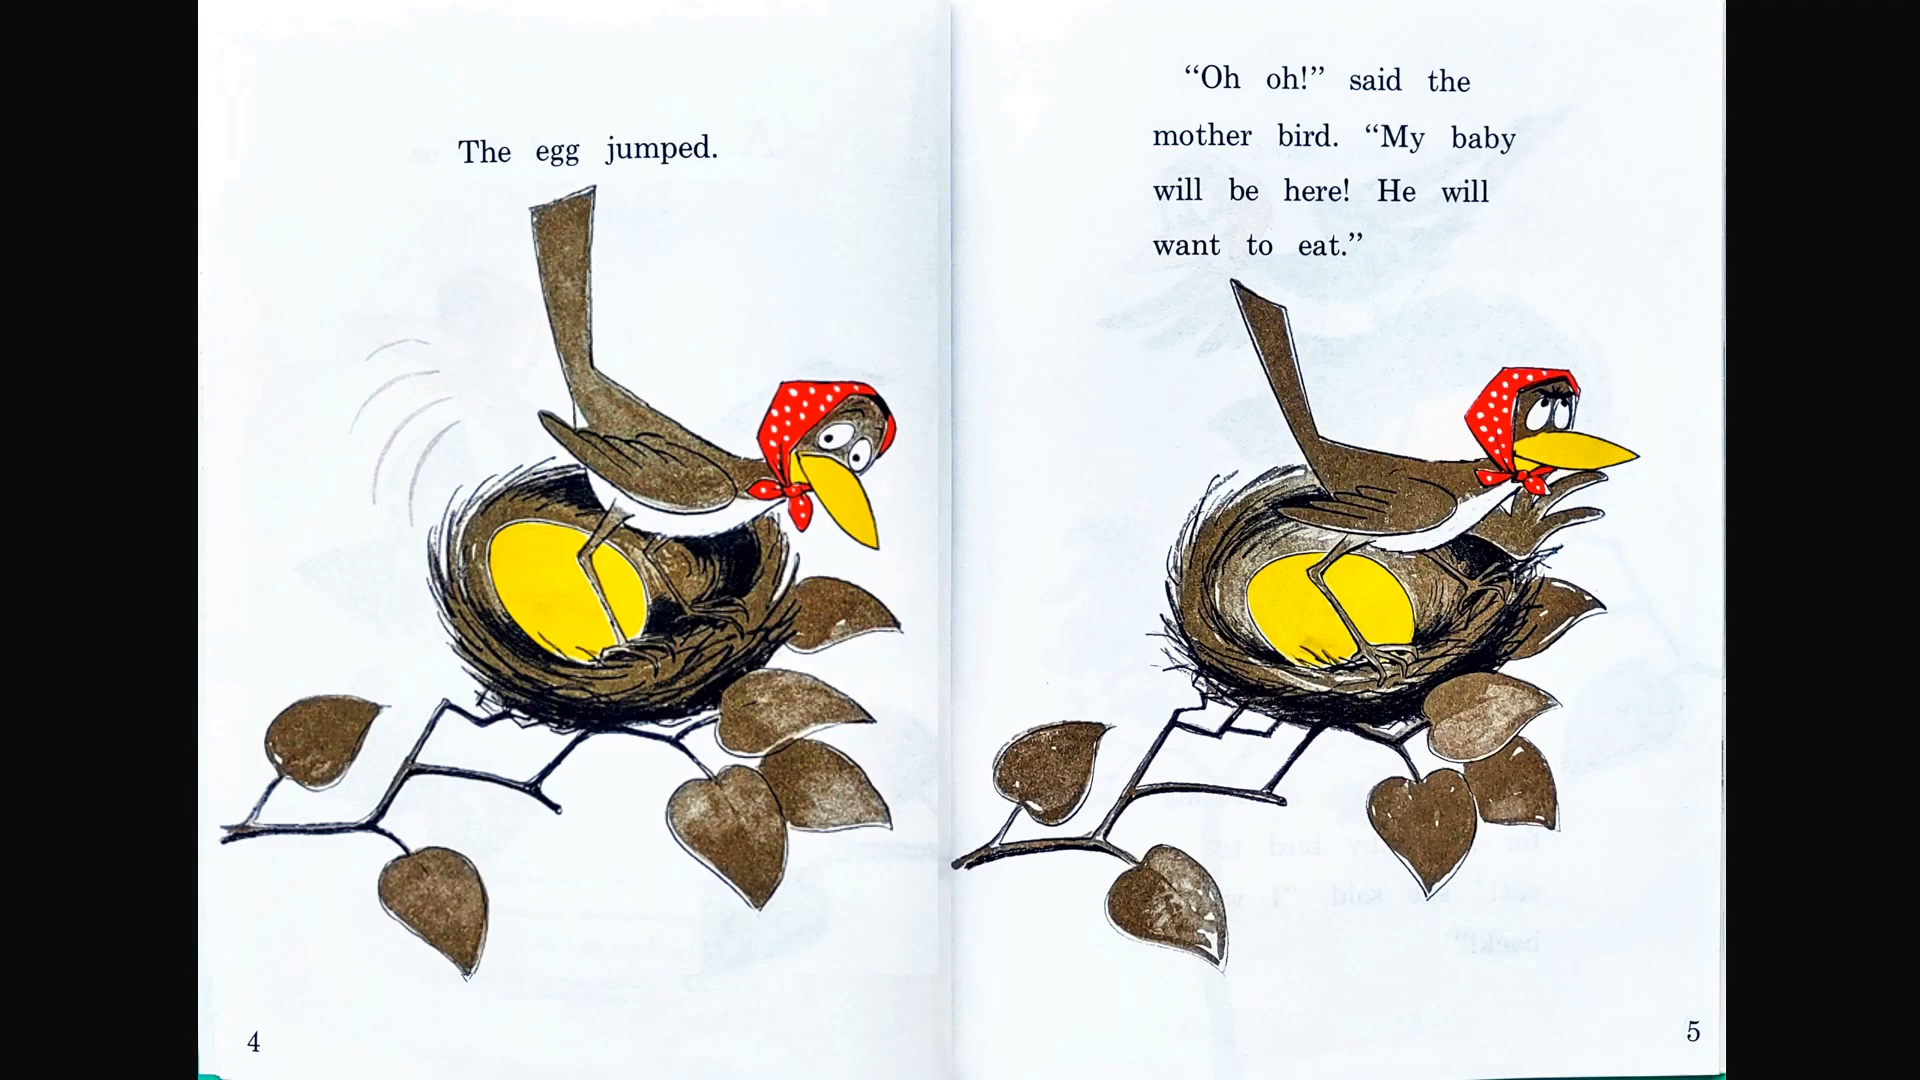 The egg jumped.
4
“Oh oh!” said the
mother bird. “My baby
will be here! He will
want to eat.”
5